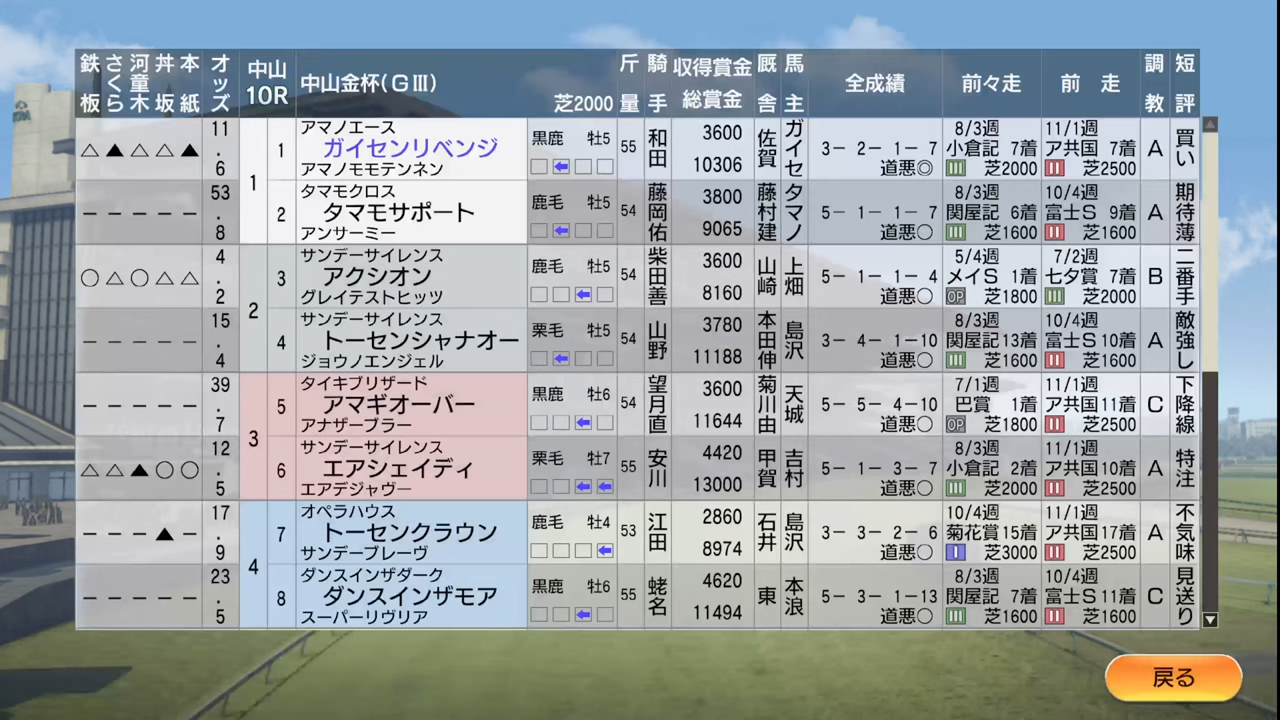 鉄板 さくら 河童木 井坂 本紙 オッズ 中山10R 中山金杯(GⅢ) 芝2000 斤量 騎手 収得賞金 総賞金 厩舎 馬主 全成績 前々走 前走 調教 短評
△▲△△▲ 11.6 1 1 アマノエース 黒鹿 牡5 55 和田 3600 佐賀 ガイセ 3-2-1-7 8/3週 11/1週 A 買い
ガイセンリベンジ 小倉記 7着 ア共国 7着
アマノモモテンネン 10306 道悪◎ Ⅲ 芝2000 Ⅱ 芝2500
----- 53.8 2 タマモクロス 鹿毛 牡5 54 藤岡佑 3800 藤村建 タマノ 5-1-1-7 8/3週 10/4週 A 期待薄
タマモサポート 関屋記 6着 富士S 9着
アンサーミー 9065 道悪○ Ⅲ 芝1600 Ⅱ 芝1600
○△○△△ 4.2 2 3 サンデーサイレンス 鹿毛 牡5 54 柴田善 3600 山崎 上畑 5-1-1-4 5/4週 7/2週 B 二番手
アクシオン メイS 1着 七夕賞 7着
グレイテストヒッツ 8160 道悪○ OP 芝1800 Ⅲ 芝2000
----- 15.4 4 サンデーサイレンス 栗毛 牡5 54 山野 3780 本田伸 島沢 3-4-1-10 8/3週 10/4週 A 敵強し
トーセンシャナオー 関屋記13着 富士S10着
ジョウノエンジェル 11188 道悪○ Ⅲ 芝1600 Ⅱ 芝1600
----- 39.7 3 5 タイキブリザード 黒鹿 牡6 54 望月直 3600 菊川由 天城 5-5-4-10 7/1週 11/1週 C 下降線
アマギオーバー 巴賞 1着 ア共国11着
アナザーブラー 11644 道悪○ OP 芝1800 Ⅱ 芝2500
△△▲○○ 12.5 6 サンデーサイレンス 栗毛 牡7 55 安川 4420 甲賀 吉村 5-1-3-7 8/3週 11/1週 A 特注
エアシェイディ 小倉記 2着 ア共国10着
エアデジャヴー 13000 道悪○ Ⅲ 芝2000 Ⅱ 芝2500
---▲- 17.9 4 7 オペラハウス 鹿毛 牡4 53 江田 2860 石井 島沢 3-3-2-6 10/4週 11/1週 A 不気味
トーセンクラウン 菊花賞15着 ア共国17着
サンデーブレーヴ 8974 道悪○ Ⅰ 芝3000 Ⅱ 芝2500
----- 23.5 8 ダンスインザダーク 黒鹿 牡6 55 蛯名 4620 東 本浪 5-3-1-13 8/3週 10/4週 C 見送り
ダンスインザモア 関屋記 7着 富士S11着
スーパーリヴリア 11494 道悪○ Ⅲ 芝1600 Ⅱ 芝1600
戻る